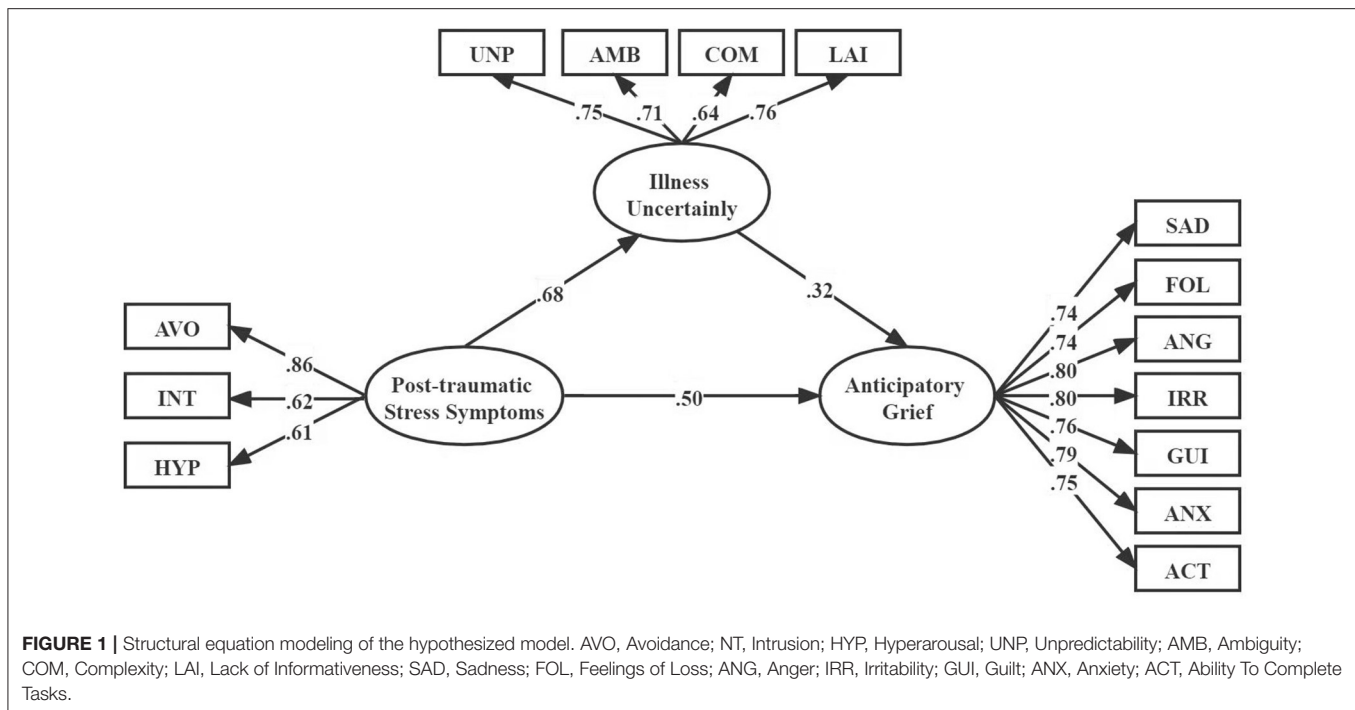 UNP AMB COM LAI
.75 .71 .64 .76
Illness
Uncertainly
SAD
FOL
ANG
IRR
GUI
ANX
ACT
.74
.74
.80
.80
.76
.79
.75
.68
.32
AVO
INT
HYP
.86
.62
.61
Post-traumatic
Stress Symptoms
.50
Anticipatory
Grief
FIGURE 1 | Structural equation modeling of the hypothesized model. AVO, Avoidance; NT, Intrusion; HYP, Hyperarousal; UNP, Unpredictability; AMB, Ambiguity;
COM, Complexity; LAI, Lack of Informativeness; SAD, Sadness; FOL, Feelings of Loss; ANG, Anger; IRR, Irritability; GUI, Guilt; ANX, Anxiety; ACT, Ability To Complete
Tasks.